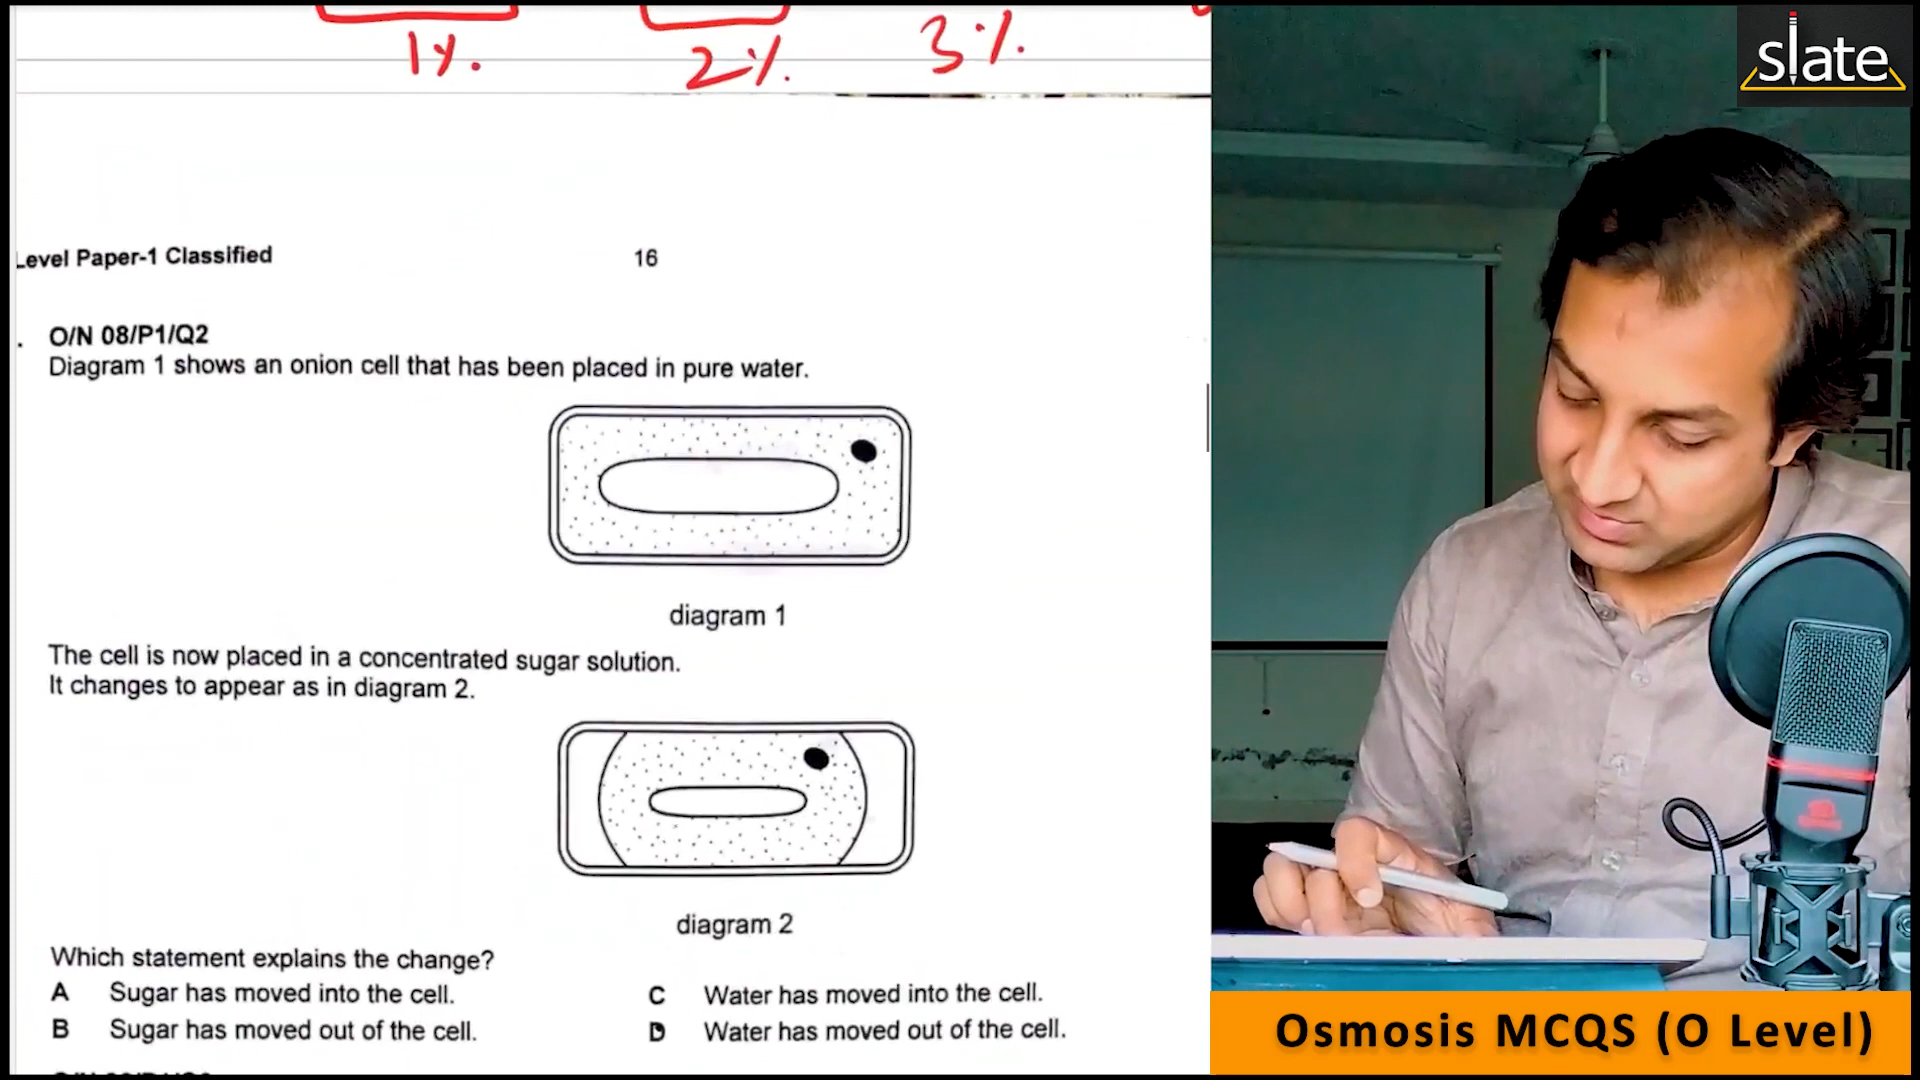 1%.
2%.
3%.
slate
Level Paper-1 Classified
16
O/N 08/P1/Q2
Diagram 1 shows an onion cell that has been placed in pure water.
diagram 1
The cell is now placed in a concentrated sugar solution.
It changes to appear as in diagram 2.
diagram 2
Which statement explains the change?
A Sugar has moved into the cell.
C Water has moved into the cell.
B Sugar has moved out of the cell.
D Water has moved out of the cell.
Osmosis MCQS (O Level)